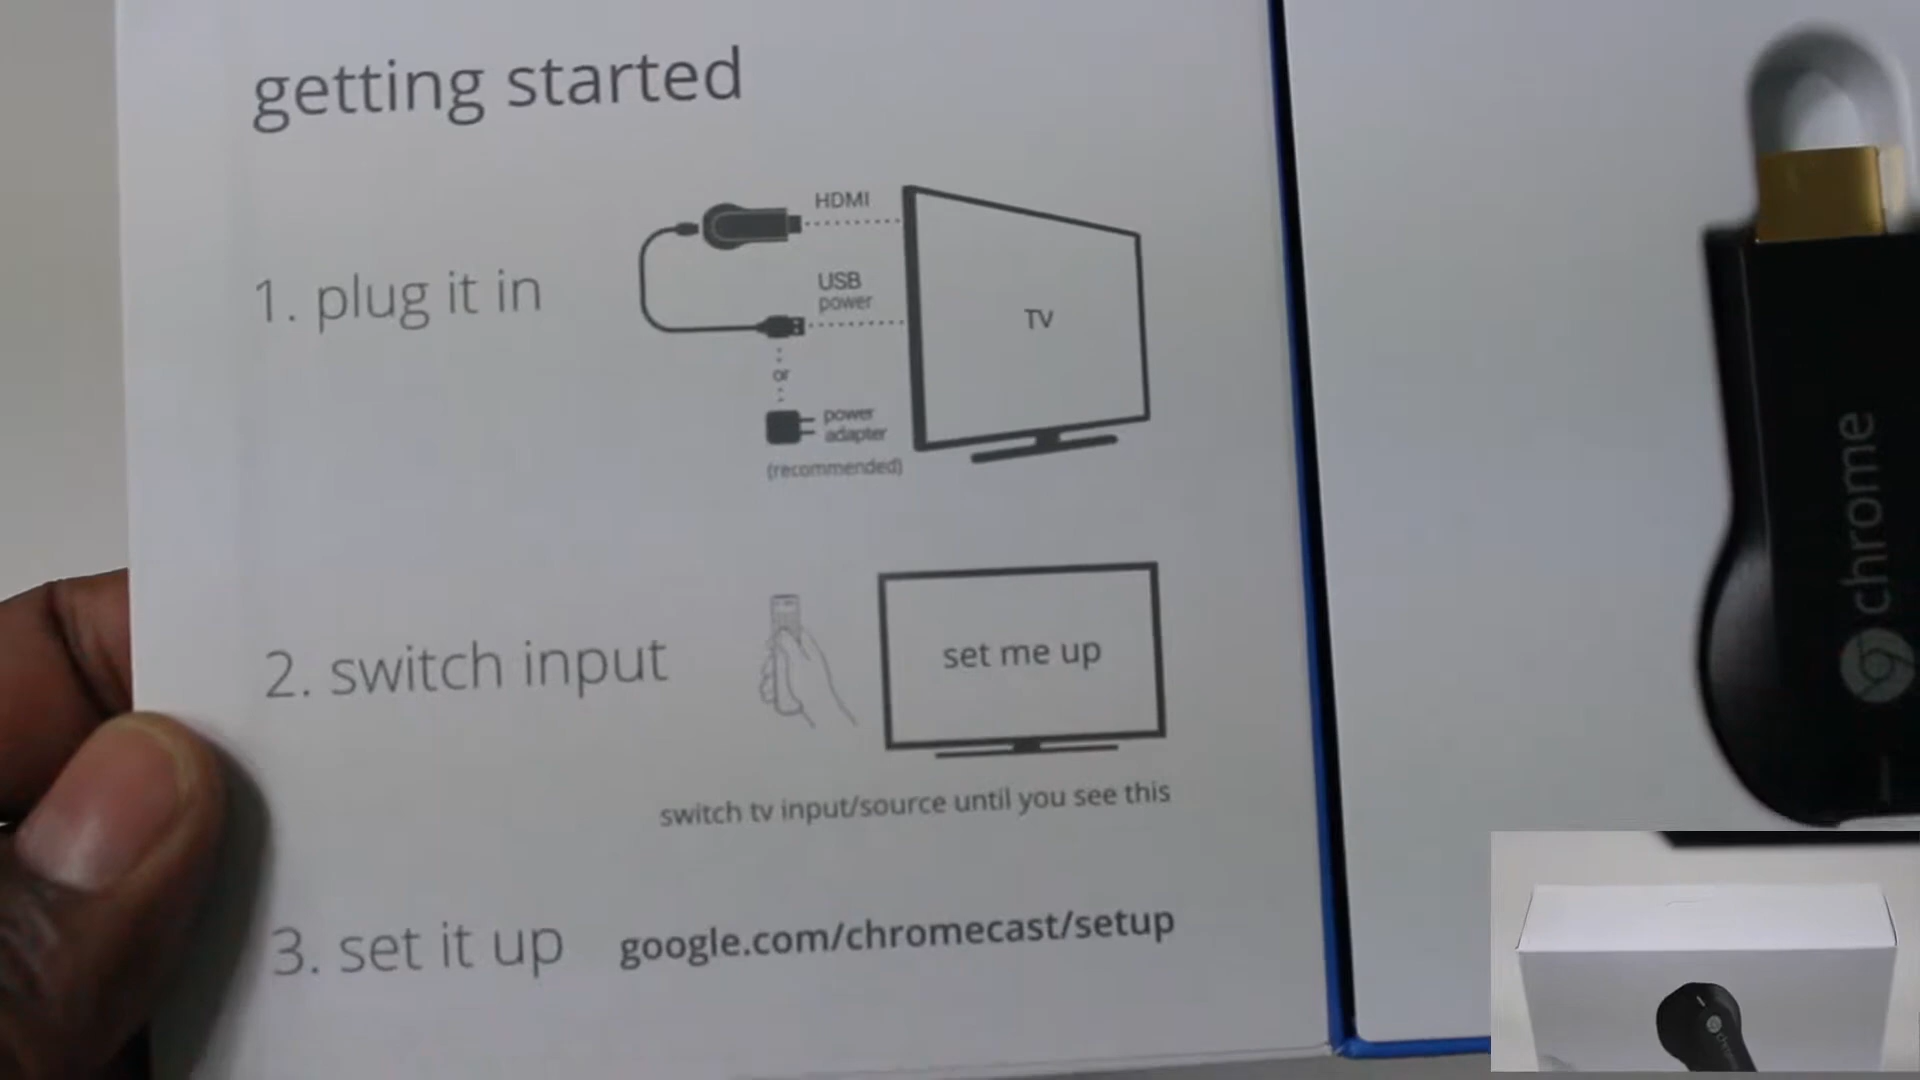 getting started
1. plug it in
HDMI
USB
power
TV
or
power
adapter
(recommended)
2. switch input
set me up
switch tv input/source until you see this
3. set it up google.com/chromecast/setup
chrome